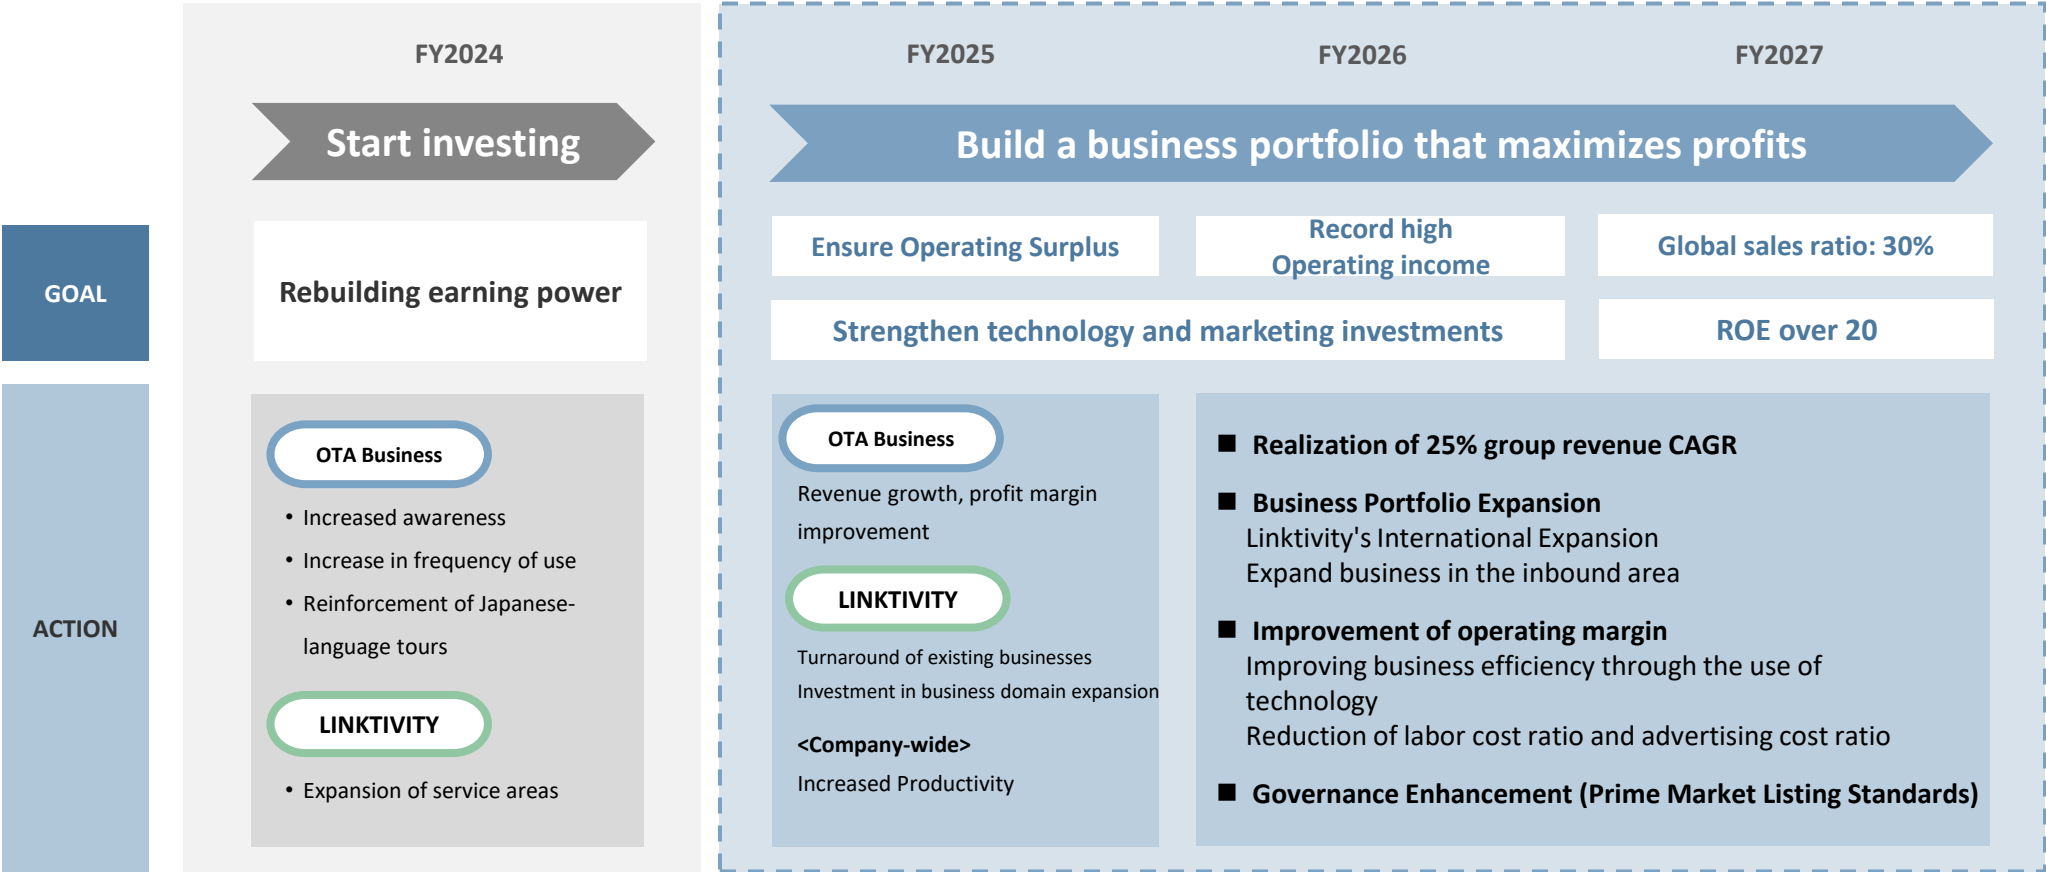 FY2024
FY2025
FY2026
FY2027
Start investing
Build a business portfolio that maximizes profits
GOAL
Rebuilding earning power
Ensure Operating Surplus
Record high
Operating income
Global sales ratio: 30%
Strengthen technology and marketing investments
ROE over 20
ACTION
OTA Business
• Increased awareness
• Increase in frequency of use
• Reinforcement of Japanese-
language tours
LINKTIVITY
• Expansion of service areas
OTA Business
Revenue growth, profit margin
improvement
LINKTIVITY
Turnaround of existing businesses
Investment in business domain expansion
<Company-wide>
Increased Productivity
■ Realization of 25% group revenue CAGR
■ Business Portfolio Expansion
Linktivity's International Expansion
Expand business in the inbound area
■ Improvement of operating margin
Improving business efficiency through the use of
technology
Reduction of labor cost ratio and advertising cost ratio
■ Governance Enhancement (Prime Market Listing Standards)